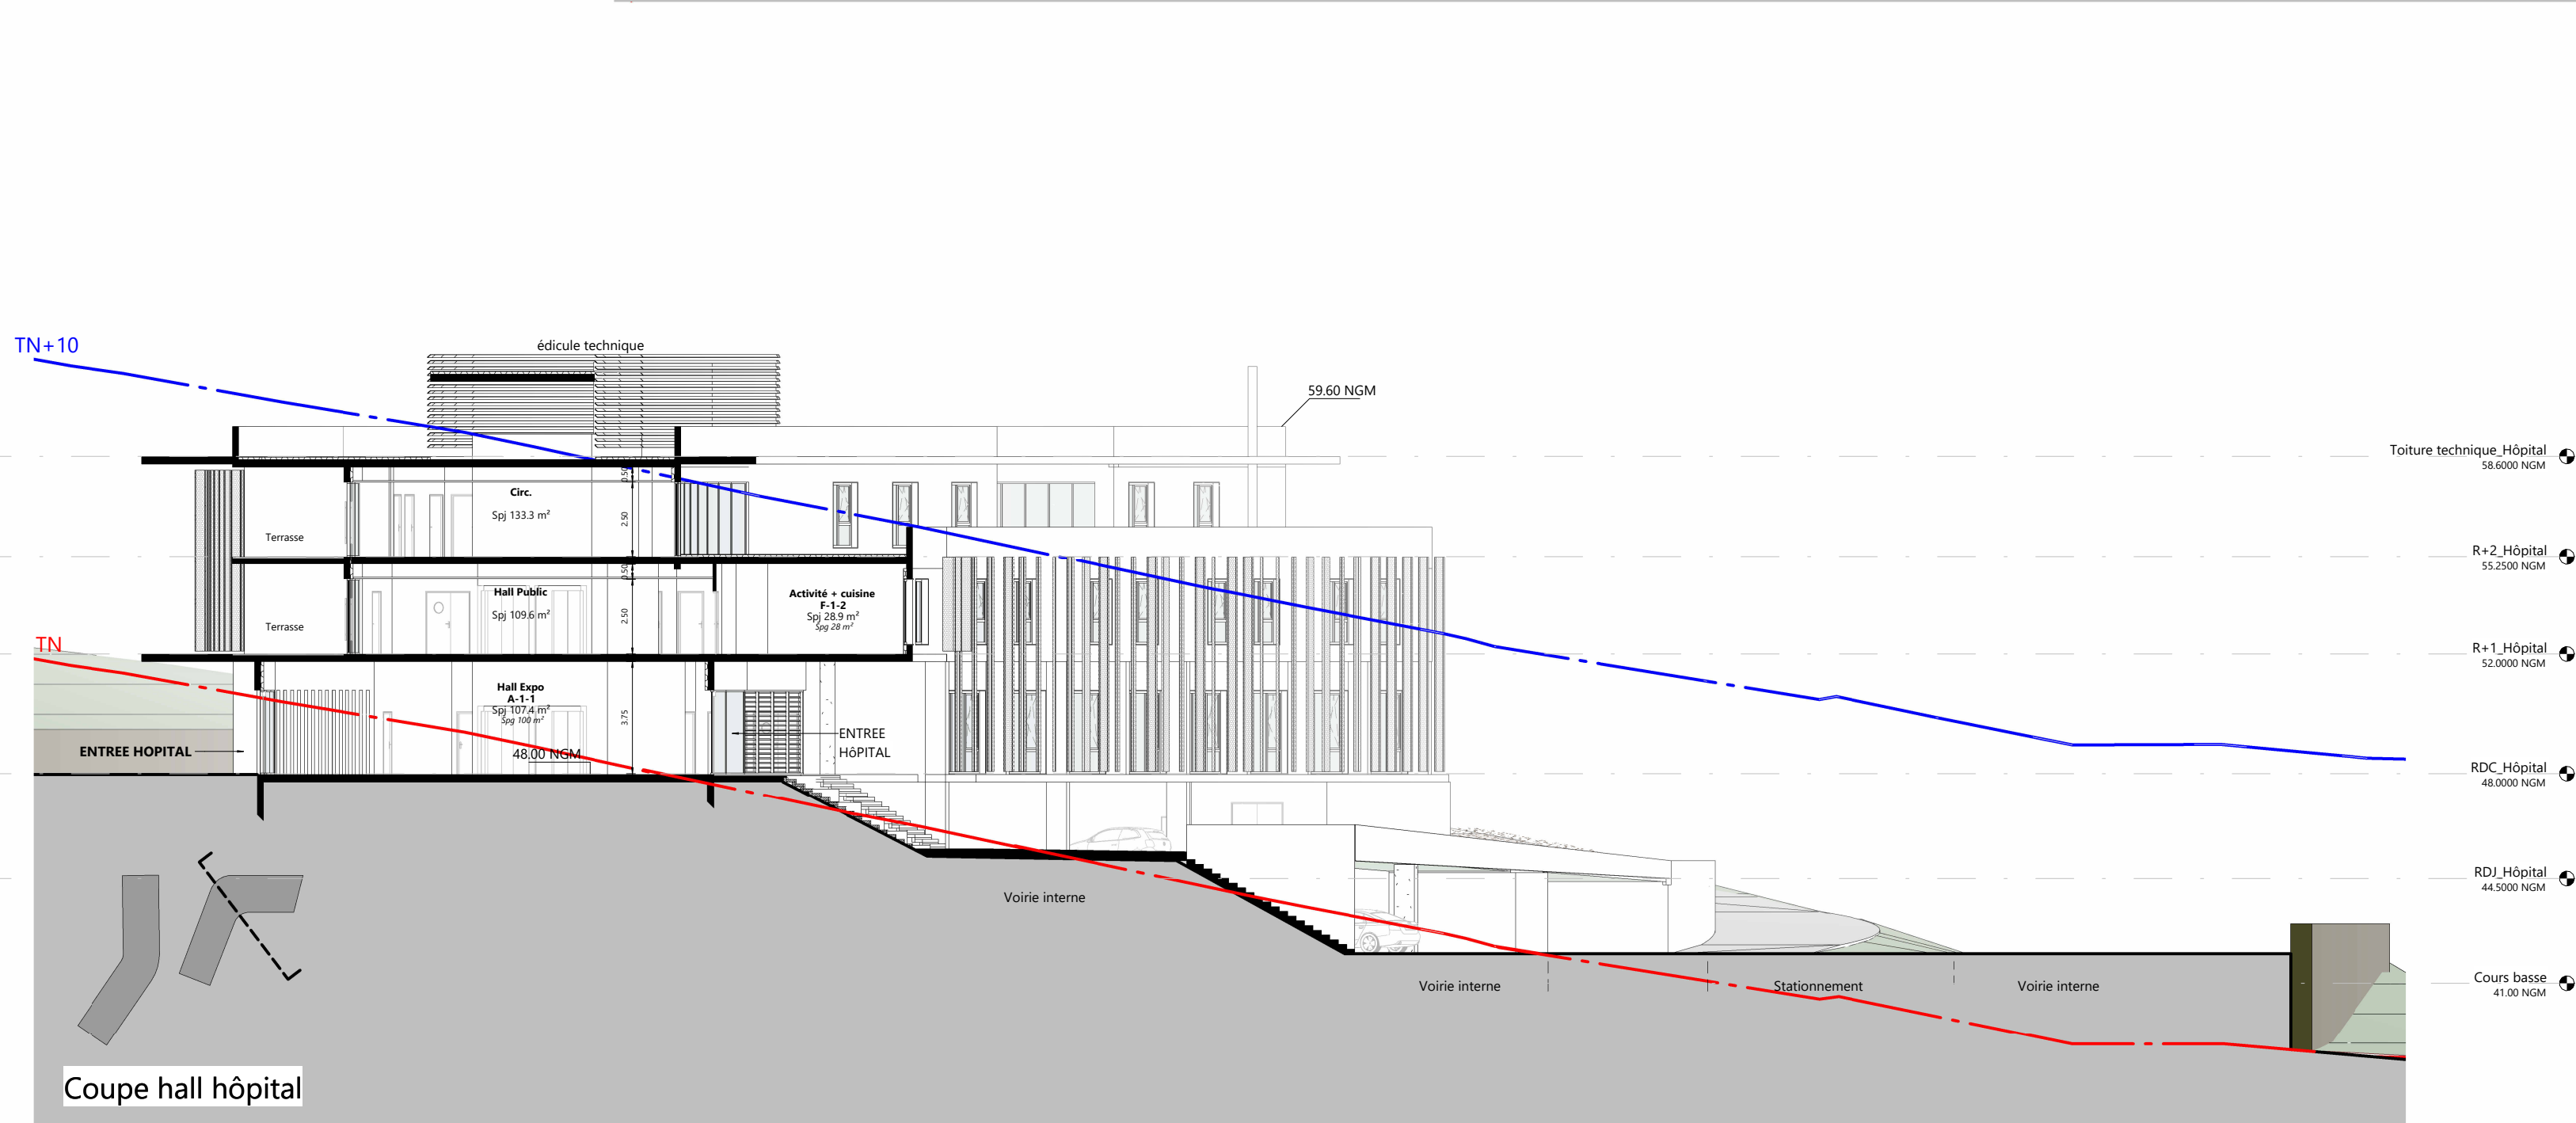 TN+10
édicule technique
59.60 NGM
Toiture technique_Hôpital
58.6000 NGM
0.50
Circ.
Spj 133.3 m²
2.50
Terrasse
R+2_Hôpital
55.2500 NGM
0.50
Hall Public
Spj 109.6 m²
2.50
Terrasse
Activité + cuisine
F-1-2
Spj 28.9 m²
Spg 28 m²
TN
R+1_Hôpital
52.0000 NGM
Hall Expo
A-1-1
Spj 107.4 m²
Spg 100 m²
3.75
ENTREE HOPITAL
48.00 NGM
ENTREE
HôPITAL
RDC_Hôpital
48.0000 NGM
RDJ_Hôpital
44.5000 NGM
Voirie interne
Voirie interne
Stationnement
Voirie interne
Cours basse
41.00 NGM
Coupe hall hôpital